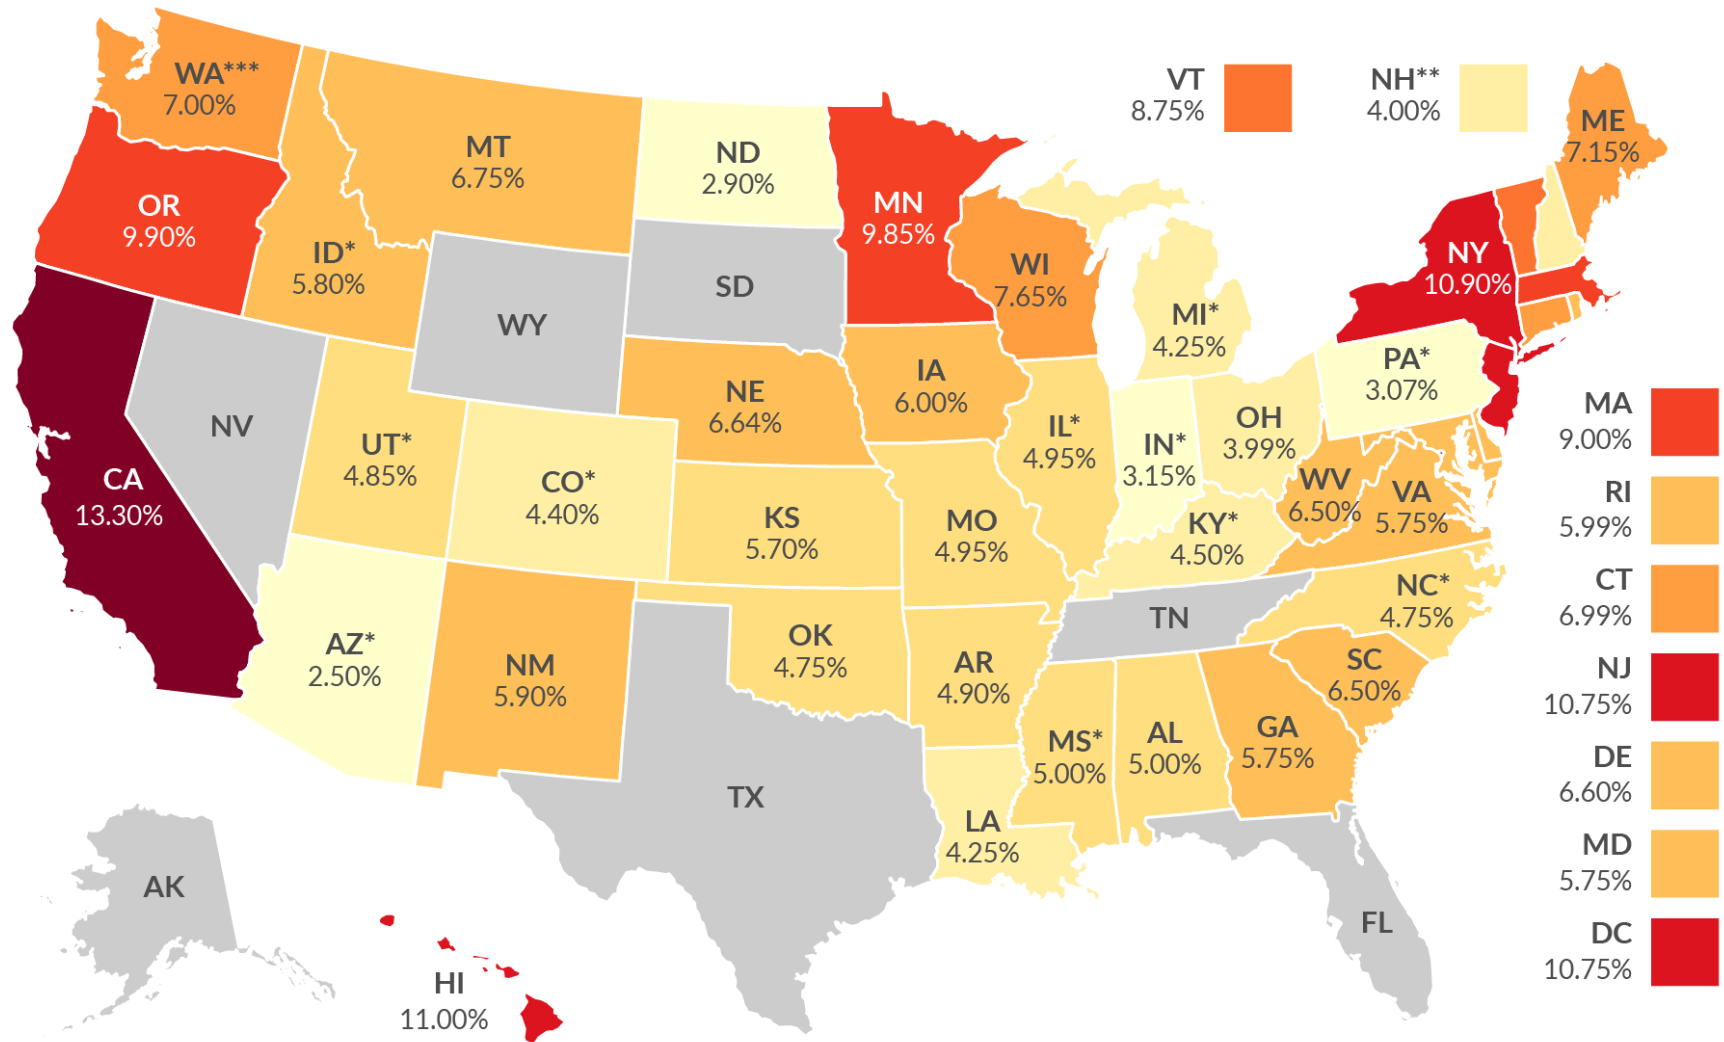 WA***
7.00%
MT
6.75%
ND
2.90%
VT
8.75%
NH**
4.00%
ME
7.15%
OR
9.90%
ID*
5.80%
MN
9.85%
WI
7.65%
NY
10.90%
WY
SD
MI*
4.25%
PA*
3.07%
NV
UT*
4.85%
CO*
4.40%
NE
6.64%
IA
6.00%
IL*
4.95%
IN*
3.15%
OH
3.99%
MA
9.00%
CA
13.30%
KS
5.70%
MO
4.95%
KY*
4.50%
WV
6.50%
VA
5.75%
RI
5.99%
AZ*
2.50%
NM
5.90%
OK
4.75%
AR
4.90%
TN
NC*
4.75%
CT
6.99%
SC
6.50%
NJ
10.75%
TX
LA
4.25%
MS*
5.00%
AL
5.00%
GA
5.75%
DE
6.60%
AK
HI
11.00%
FL
MD
5.75%
DC
10.75%